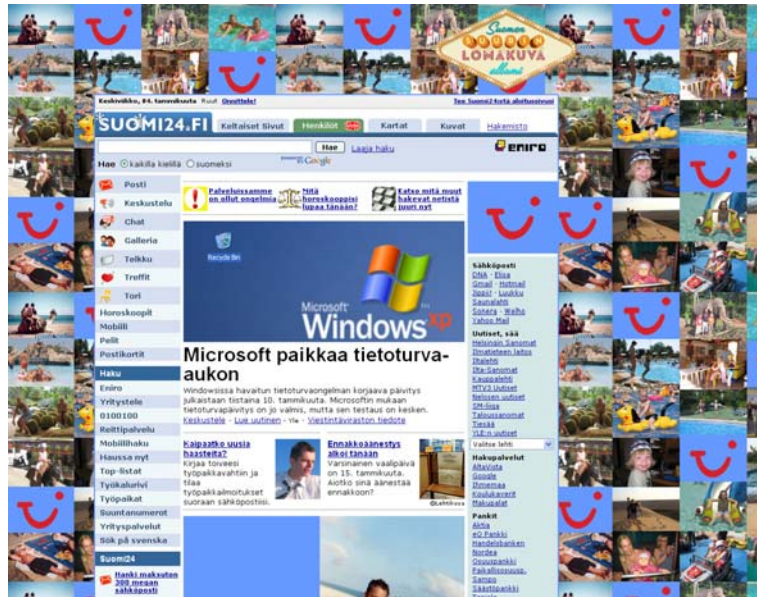 Suomen
SUURIN
LOMAKUVA
albumi
Keskiviikko, 04. tammikuuta Ruut Onnittele!
Tee Suomi24:stä aloitussivusi
SUOMI24.FI
Keltaiset Sivut
Henkilöt
Kartat
Kuvat
Hakemisto
Hae
Laaja haku
eniro
Hae
kaikilla kielillä
suomeksi
Google
Posti
Keskustelu
Chat
Galleria
Telkku
Treffit
Tori
Horoskoopit
Mobiili
Pelit
Postikortit
Haku
Eniro
Yritystele
0100100
Reittipalvelu
Mobiilihaku
Haussa nyt
Top-listat
Työkalurivi
Työpaikat
Suuntanumerot
Yrityspalvelut
Sök på svenska
Suomi24
Hanki maksuton
300 megan
sähköposti
Palveluissamme
on ollut ongelmia
Mitä
horoskooppisi
lupaa tänään?
Katso mitä muut
hakevat netistä
juuri nyt
Recycle Bin
Microsoft
Windows xp
Microsoft paikkaa tietoturva-
aukon
Windowsissa havaitun tietoturvaongelman korjaava päivitys
julkaistaan tiistaina 10. tammikuuta. Microsoftin mukaan
tietoturvapäivitys on jo valmis, mutta sen testaus on kesken.
Keskustele - Lue uutinen - Yle - Viestintäviraston tiedote
Kaipaatko uusia
haasteita?
Kirjaa toiveesi
työpaikkavahtiin ja
tilaa
työpaikkailmoitukset
suoraan sähköpostiisi.
Ennakkoäänestys
alkoi tänään
Varsinainen vaalipäivä
on 15. tammikuuta.
Aiotko sinä äänestää
ennakkoon?
©Lehtikuva
Sähköposti
DNA - Elisa
Gmail - Hotmail
Jippii! - Luukku
Saunalahti
Sonera - Welho
Yahoo Mail
Uutiset, sää
Helsingin Sanomat
Ilmatieteen laitos
Iltalehti
Ilta-Sanomat
Kauppalehti
MTV3 Uutiset
Nelosen uutiset
SM-liiga
Taloussanomat
Tiesää
YLE:n uutiset
Valitse lehti
Hakupalvelut
AltaVista
Google
Ihmemaa
Koulukaverit
Makupalat
Pankit
Aktia
eQ Pankki
Handelsbanken
Nordea
Osuuspankki
Paikallisosuusp.
Sampo
Säästöpankki